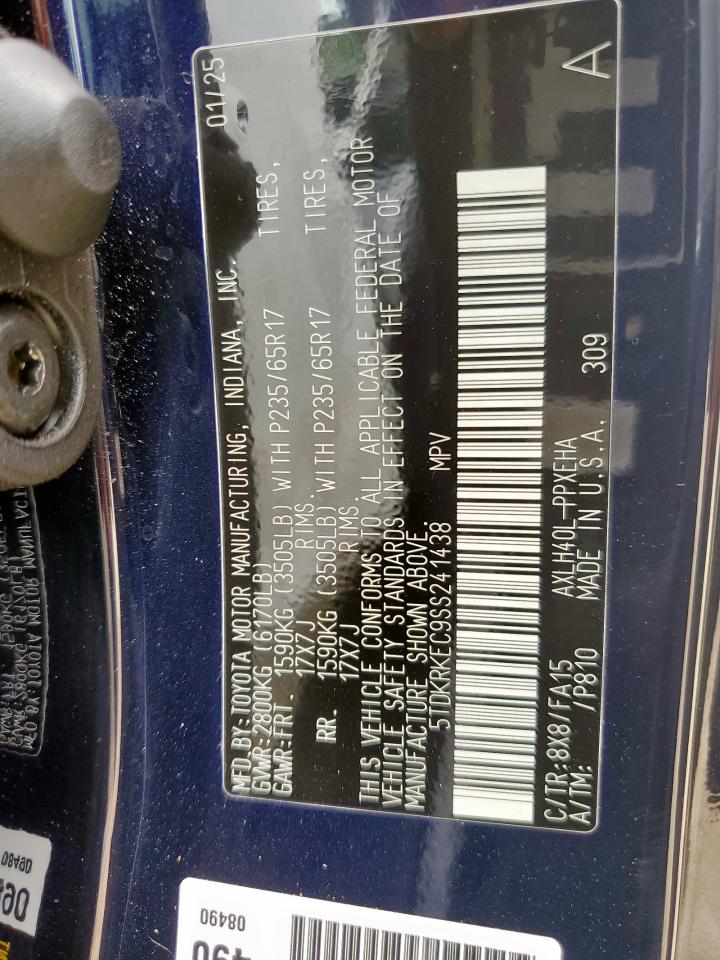 MFD.BY:TOYOTA MOTOR MANUFACTURING, INDIANA, INC. 01/25
GVWR:2800KG (6170LB)
GAWR:FRT. 1590KG (3505LB) WITH P235/65R17 TIRES,
17X7J RIMS.
RR. 1590KG (3505LB) WITH P235/65R17 TIRES,
17X7J RIMS.
THIS VEHICLE CONFORMS TO ALL APPLICABLE FEDERAL MOTOR
VEHICLE SAFETY STANDARDS IN EFFECT ON THE DATE OF
MANUFACTURE SHOWN ABOVE.
5TDKRKEC9SS241438 MPV
C/TR:8X8/FA15 AXLH40L-PPXEHA
A/TM: /P810 MADE IN U.S.A. 309
A
08490
490
08490